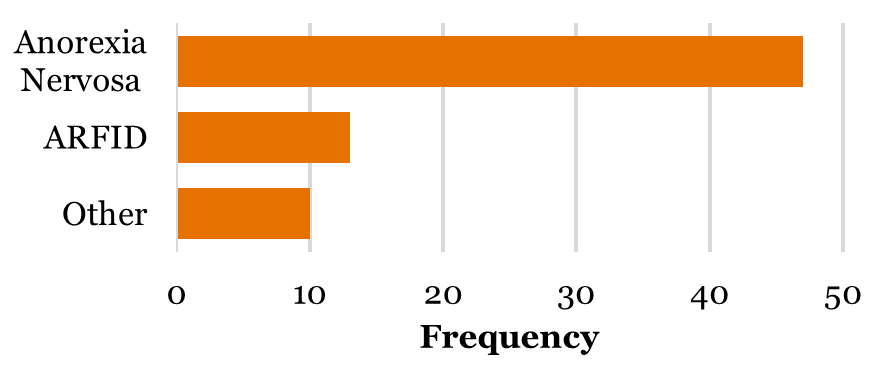 Anorexia
Nervosa
ARFID
Other
0 10 20 30 40 50
Frequency